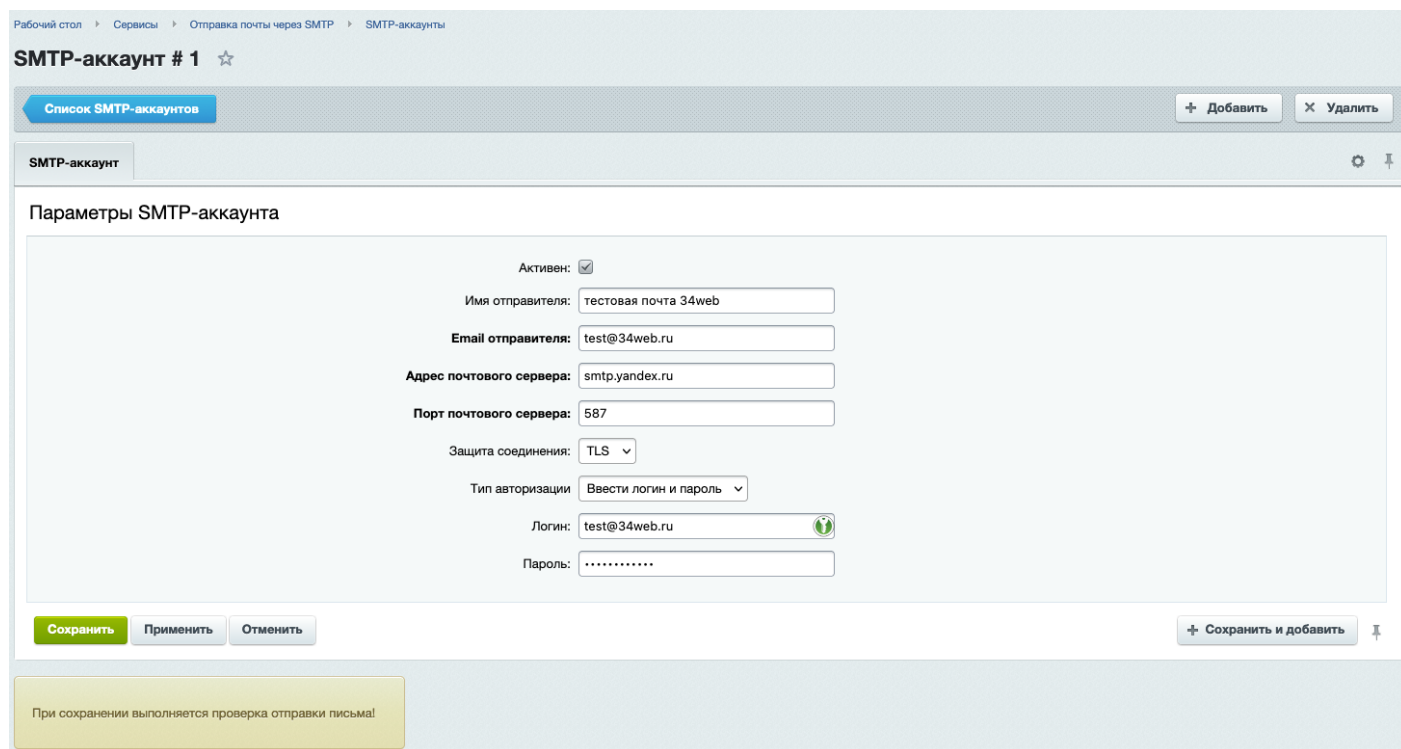 Рабочий стол Сервисы Отправка почты через SMTP SMTP-аккаунты
SMTP-аккаунт # 1
Список SMTP-аккаунтов Добавить Удалить
SMTP-аккаунт
Параметры SMTP-аккаунта
Активен:
Имя отправителя: тестовая почта 34web
Email отправителя: test@34web.ru
Адрес почтового сервера: smtp.yandex.ru
Порт почтового сервера: 587
Защита соединения: TLS
Тип авторизации Ввести логин и пароль
Логин: test@34web.ru
Пароль: ············
Сохранить Применить Отменить Сохранить и добавить
При сохранении выполняется проверка отправки письма!